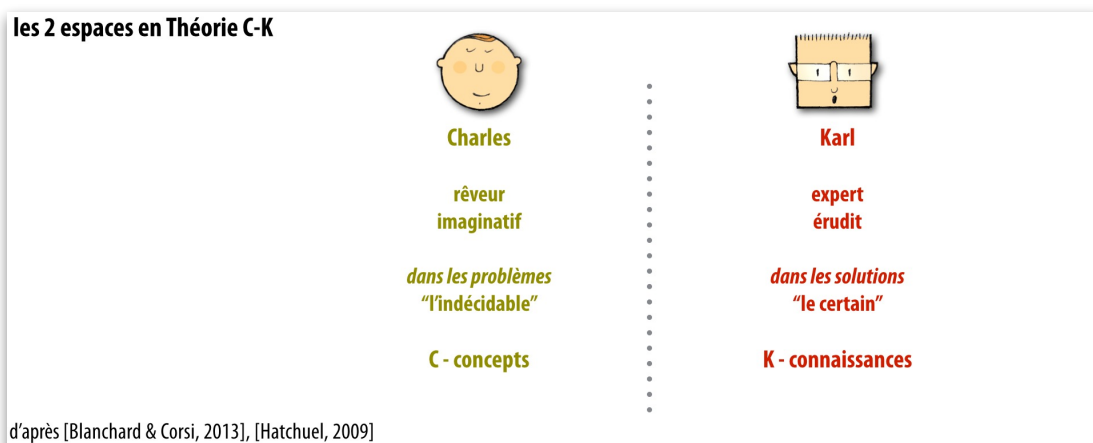 les 2 espaces en Théorie C-K
Charles
rêveur
imaginatif
dans les problèmes
“l’indécidable”
C - concepts
Karl
expert
érudit
dans les solutions
“le certain”
K - connaissances
d’après [Blanchard & Corsi, 2013], [Hatchuel, 2009]